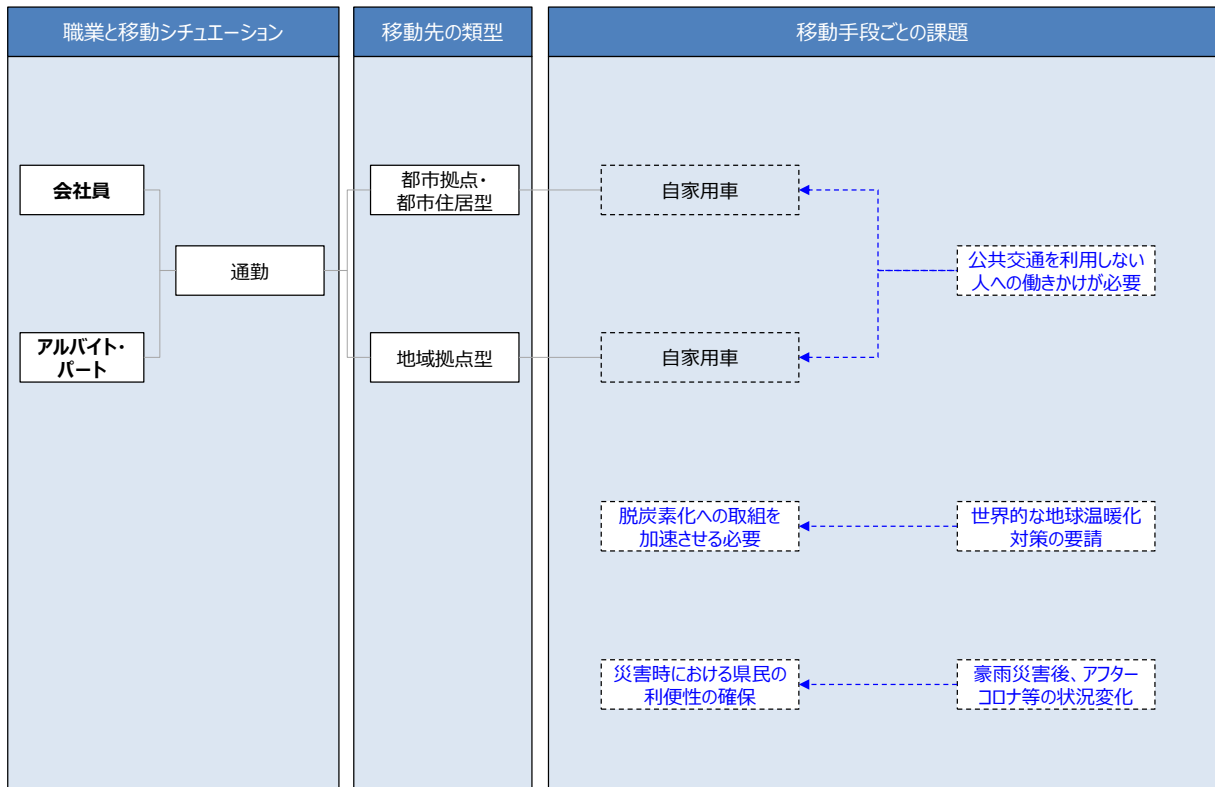 職業と移動シチュエーション
移動先の類型
移動手段ごとの課題
会社員
アルバイト・
パート
通勤
都市拠点・
都市住居型
地域拠点型
自家用車
自家用車
公共交通を利用しない
人への働きかけが必要
脱炭素化への取組を
加速させる必要
世界的な地球温暖化
対策の要請
災害時における県民の
利便性の確保
豪雨災害後、アフター
コロナ等の状況変化